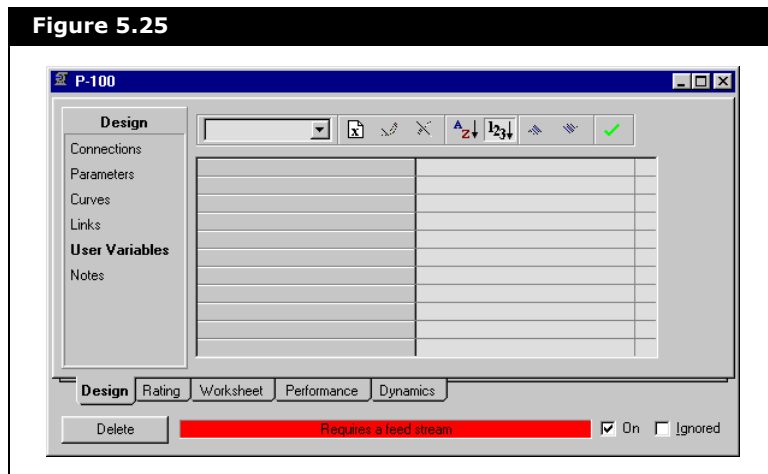 Figure 5.25
P-100
Design
Connections
Parameters
Curves
Links
User Variables
Notes
x
A Z
123
Design Rating Worksheet Performance Dynamics
Delete Requires a feed stream On Ignored